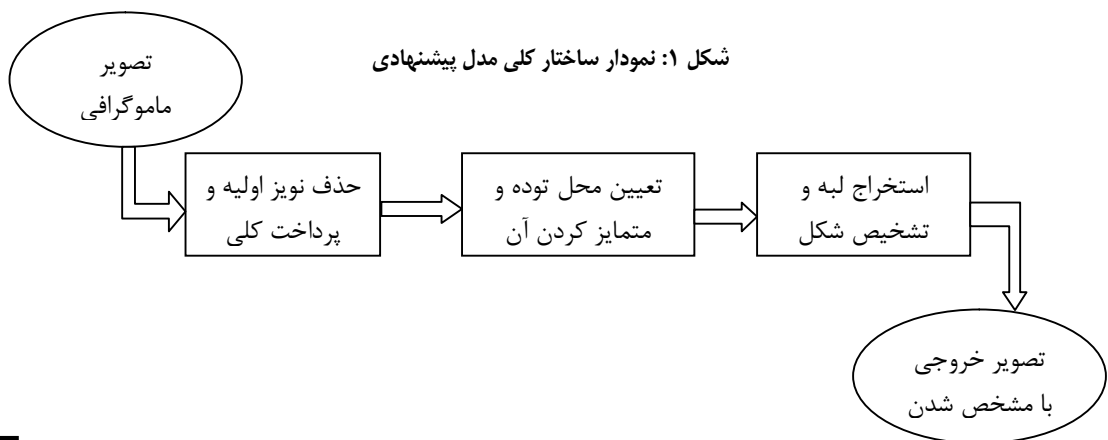 شکل ۱: نمودار ساختار کلی مدل پیشنهادی
تصویر
ماموگرافی
حذف نویز اولیه و
پرداخت کلی
تعیین محل توده و
متمایز کردن آن
استخراج لبه و
تشخیص شکل
تصویر خروجی
با مشخص شدن